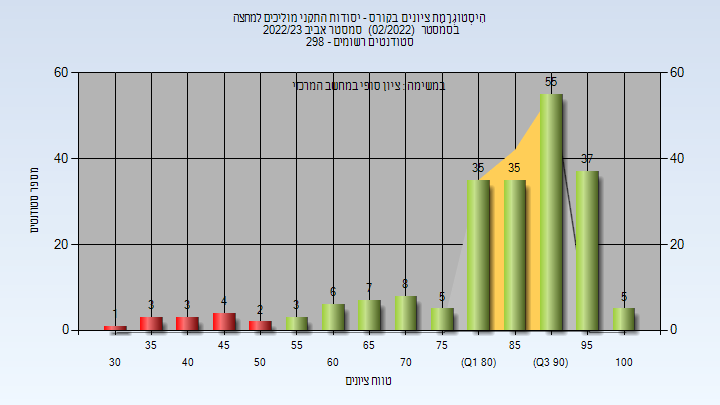 היסטוגרמת ציונים בקורס - יסודות התקני מוליכים למחצה
בסמסטר (02/2022) סמסטר אביב 2022/23
סטודנטים רשומים - 298
במשימה : ציון סופי במחשב המרכזי
מספר סטודנטים
60 60
40 40
20 20
0 0
1 3 3 4 2 3 6 7 8 5 35 35 55 37 5
35 45 55 65 75 85 95
30 40 50 60 70 (Q1 80) (Q3 90) 100
טווח ציונים